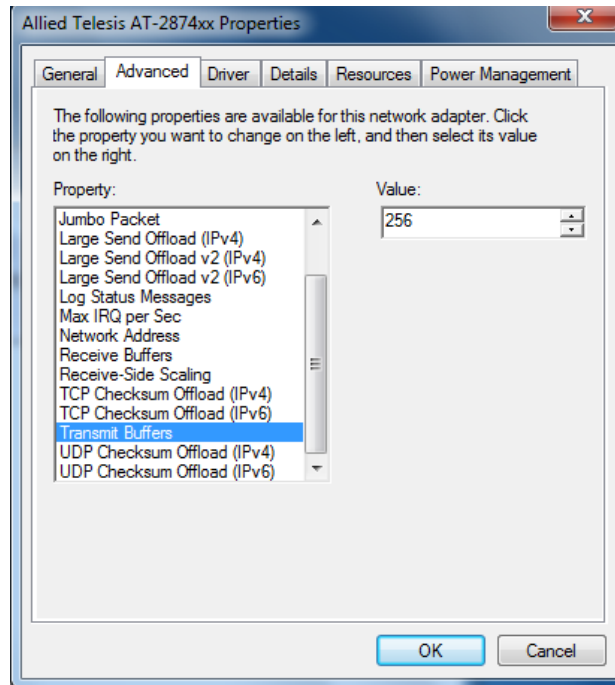 Allied Telesis AT-2874xx Properties
General Advanced Driver Details Resources Power Management
The following properties are available for this network adapter. Click
the property you want to change on the left, and then select its value
on the right.
Property: Value:
Jumbo Packet 256
Large Send Offload (IPv4)
Large Send Offload v2 (IPv4)
Large Send Offload v2 (IPv6)
Log Status Messages
Max IRQ per Sec
Network Address
Receive Buffers
Receive-Side Scaling
TCP Checksum Offload (IPv4)
TCP Checksum Offload (IPv6)
Transmit Buffers
UDP Checksum Offload (IPv4)
UDP Checksum Offload (IPv6)
OK Cancel